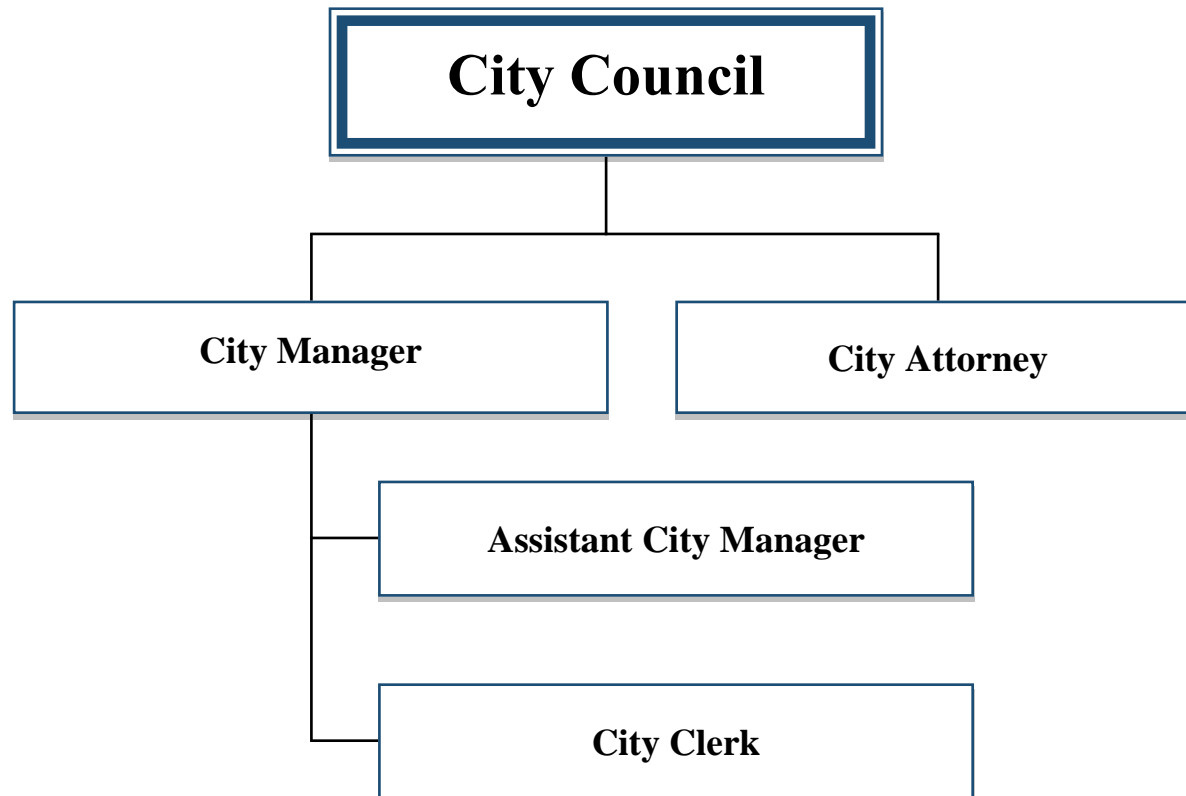 City Council
City Manager
City Attorney
Assistant City Manager
City Clerk